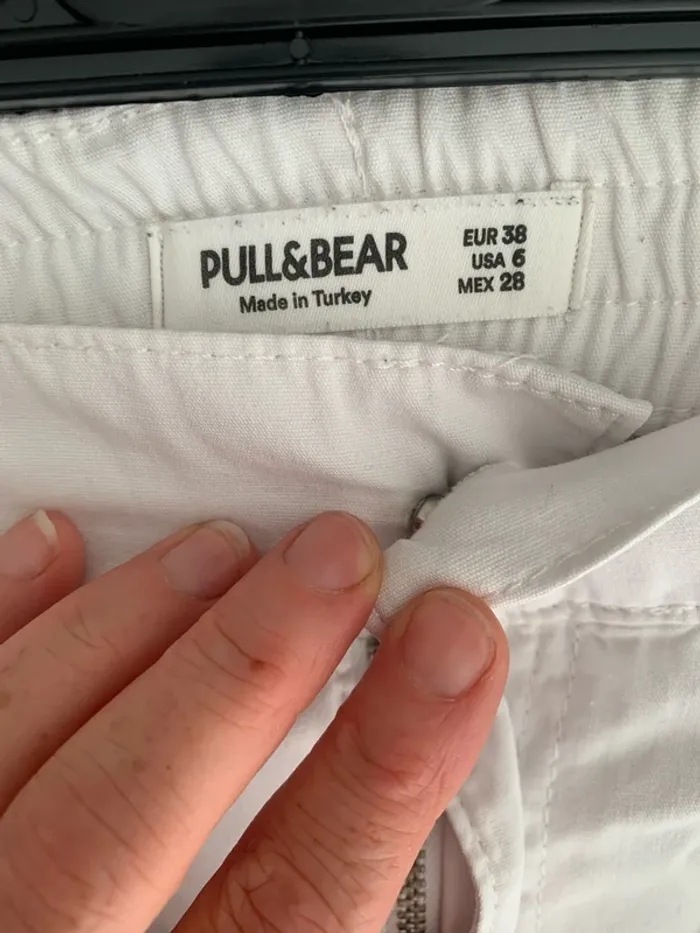 PULL&BEAR
Made in Turkey
EUR 38
USA 6
MEX 28